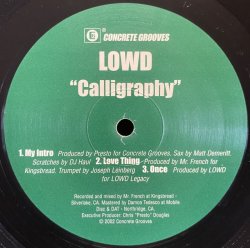 CG CONCRETE GROOVES
LOWD
"Calligraphy"
1. My Intro Produced by Presto for Concrete Grooves, Sax by Matt Demeritt.
Scratches by DJ Haul 2. Love Thing Produced by Mr. French for
Kingsbread. Trumpet by Joseph Leinberg 3. Once Produced by LOWD
for LOWD Legacy
Recorded and mixed by Mr. French at Kingsbread -
Silverlake, CA. Mastered by Damon Tedesco at Mobile
Disc & DAT - Northridge, CA
Executive Producer: Chris "Presto" Douglas
© 2002 Concrete Grooves